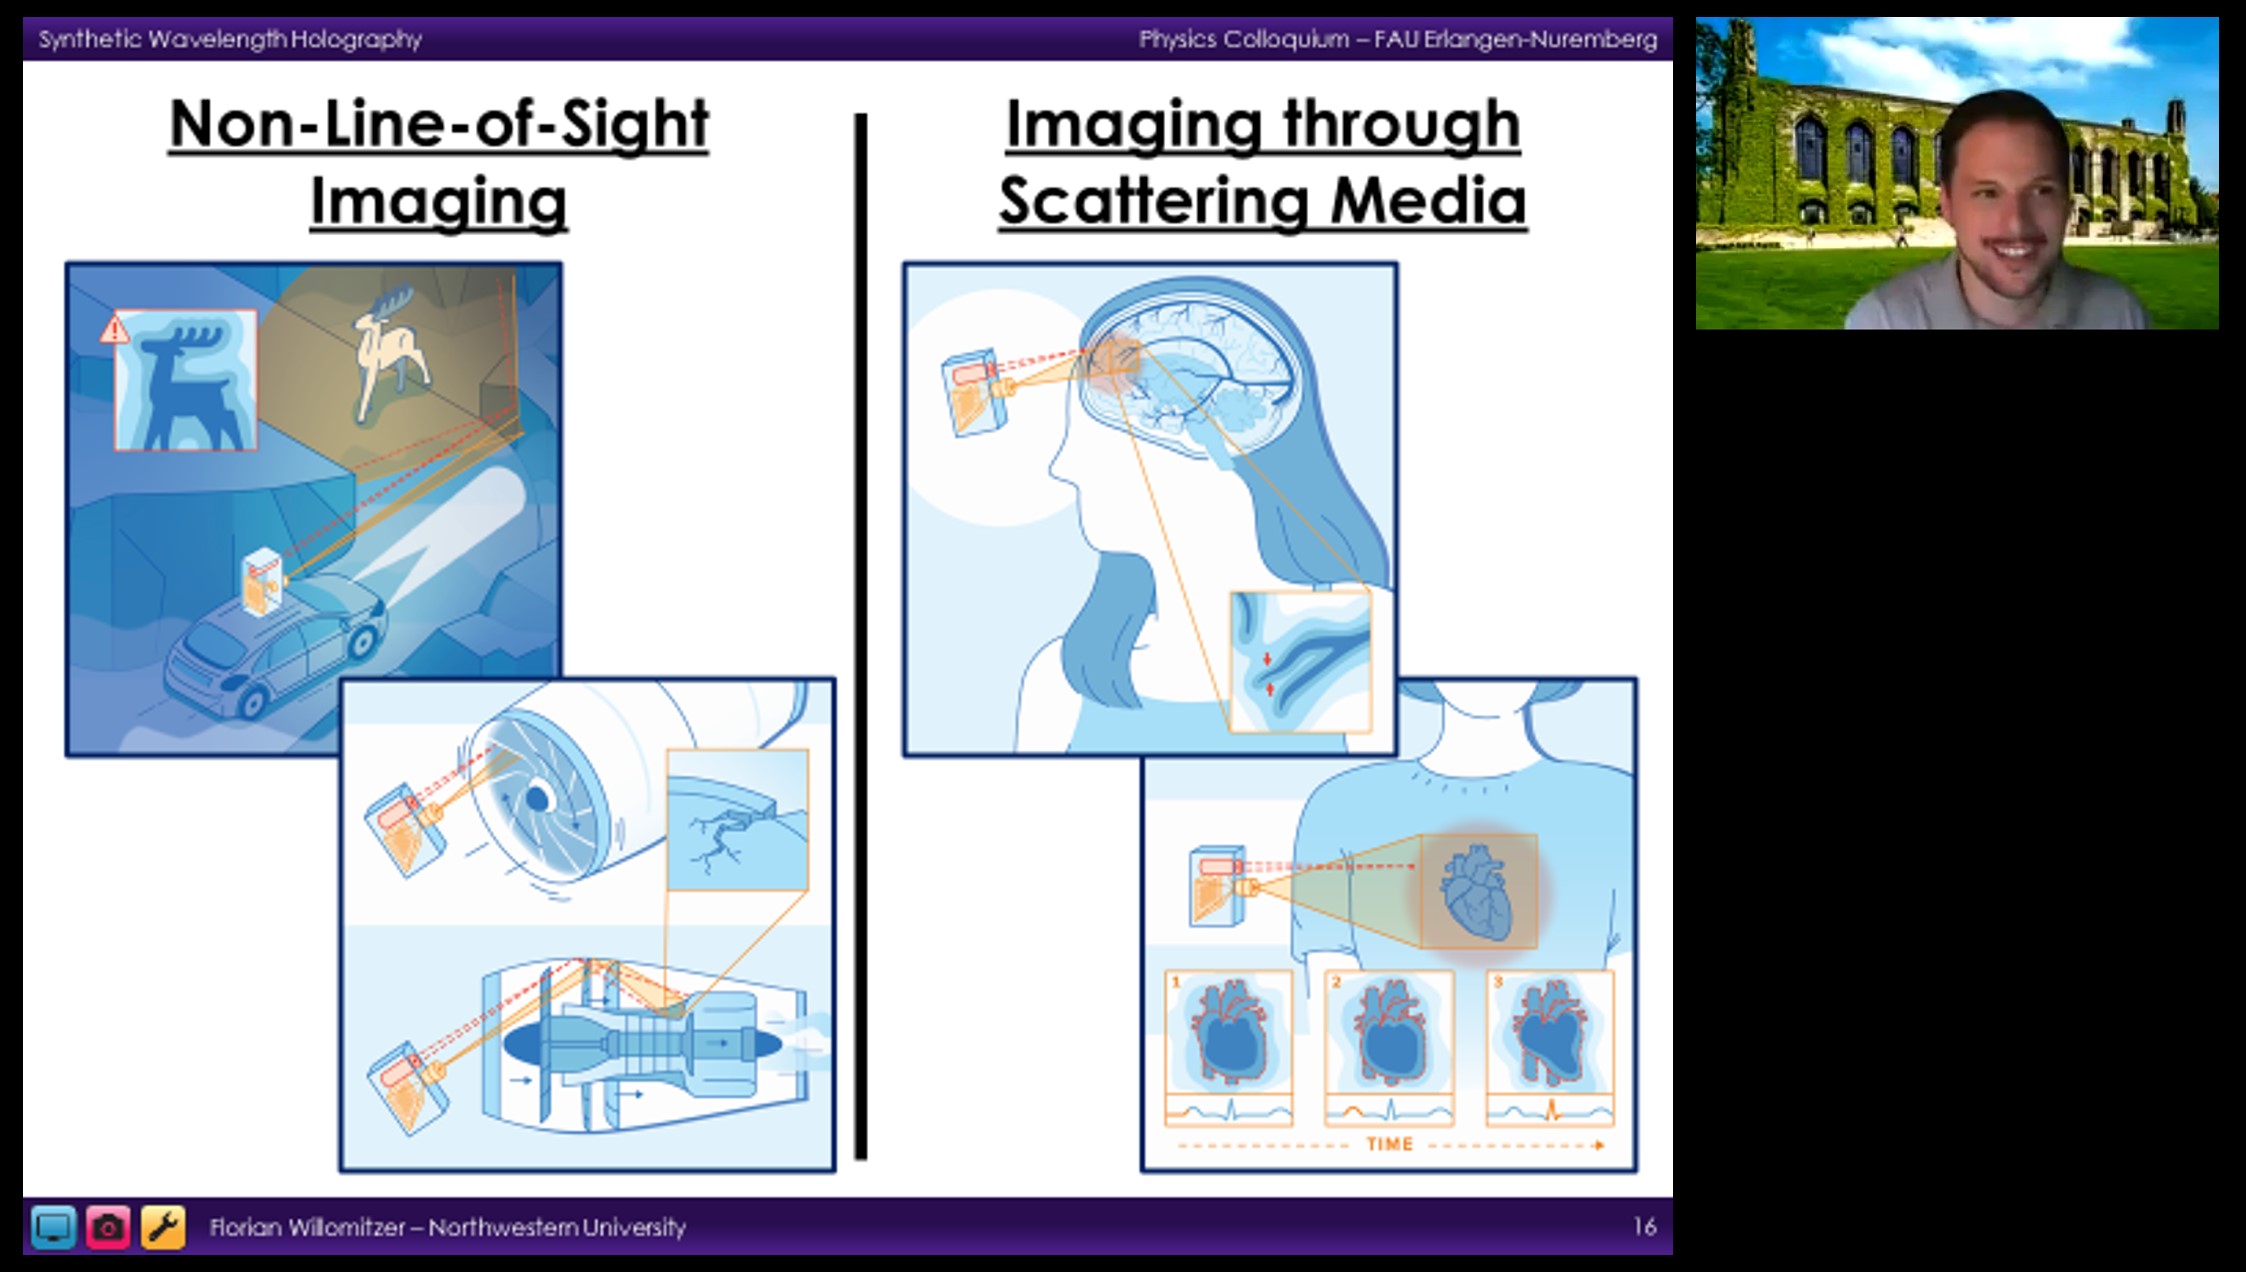 Synthetic Wavelength Holography
Physics Colloquium – FAU Erlangen-Nuremberg
Non-Line-of-Sight
Imaging
Imaging through
Scattering Media
1
2
3
TIME
Florian Willomitzer – Northwestern University
16